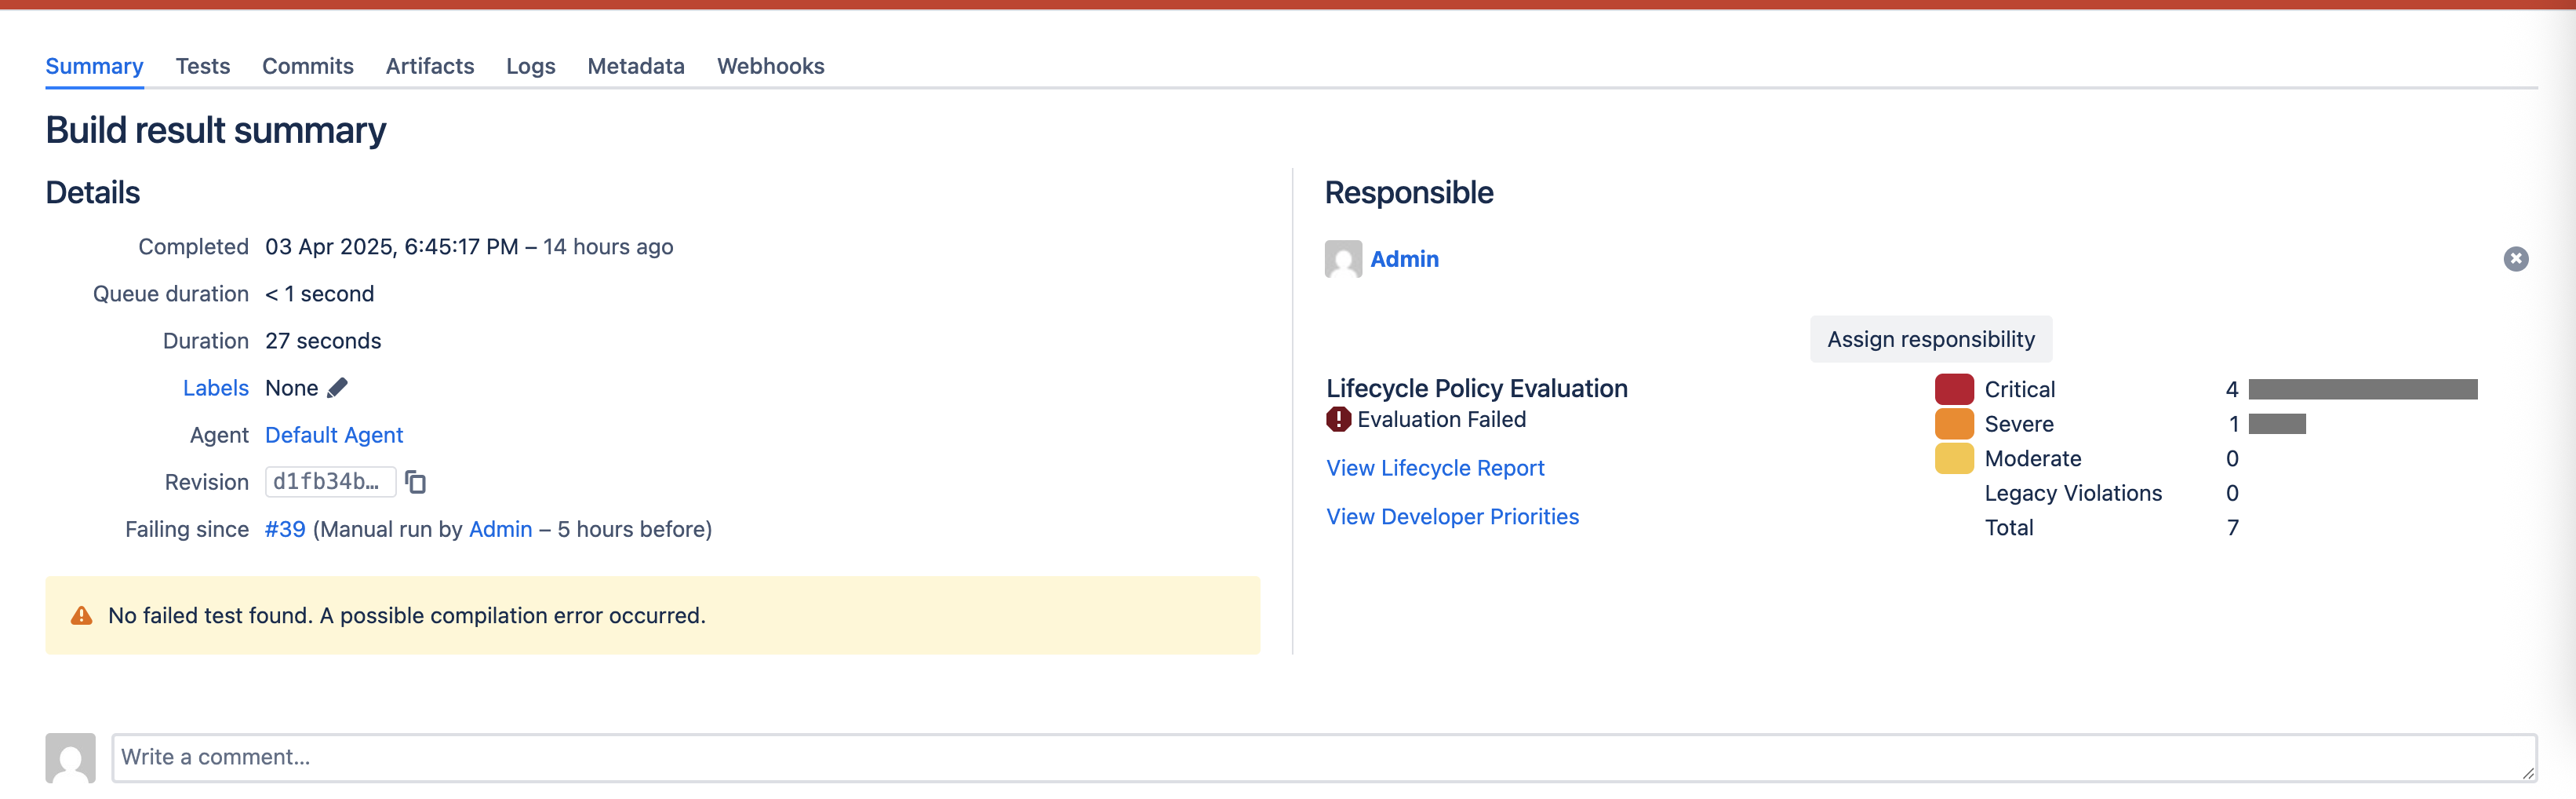 Summary Tests Commits Artifacts Logs Metadata Webhooks
Build result summary
Details
Completed 03 Apr 2025, 6:45:17 PM – 14 hours ago
Queue duration < 1 second
Duration 27 seconds
Labels None
Agent Default Agent
Revision d1fb34b...
Failing since #39 (Manual run by Admin – 5 hours before)
No failed test found. A possible compilation error occurred.
Responsible
Admin
Assign responsibility
Lifecycle Policy Evaluation
Evaluation Failed
View Lifecycle Report
View Developer Priorities
Critical 4
Severe 1
Moderate 0
Legacy Violations 0
Total 7
Write a comment...